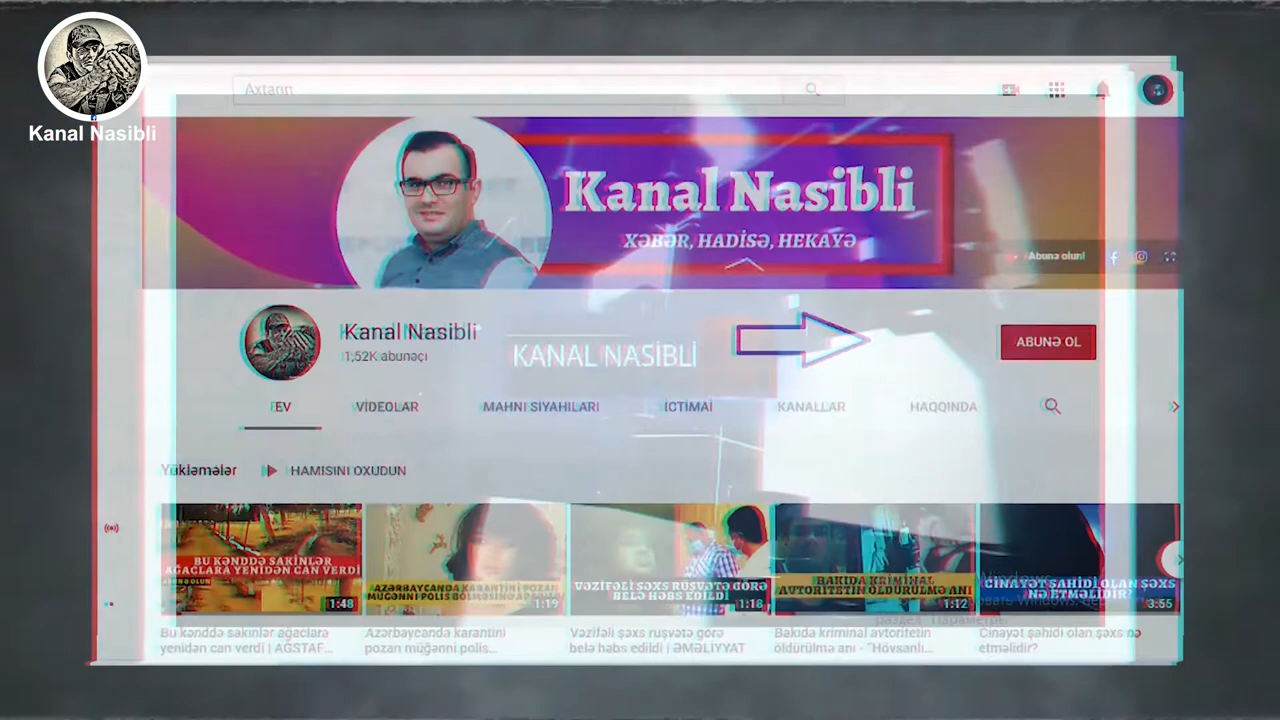 Kanal Nasibli
Axtarın
Kanal Nasibli
XƏBƏR, HADİSƏ, HEKAYƏ
Abunə olun!
Kanal Nasibli
1,52K abunəçi
KANAL NASİBLİ
ABUNƏ OL
EV VİDEOLAR MAHNI SİYAHILARI İCTİMAİ KANALLAR HAQQINDA
Yükləmələr HAMISINI OXUDUN
BU KƏNDDƏ SAKİNLƏR
AĞACLARA YENİDƏN CAN VERDİ
ABUNƏ OLUN
1:48
AZƏRBAYCANDA KARANTİNİ POZAN
MÜĞƏNNİ POLİS BÖLMƏSİNƏ
1:19
VƏZİFƏLİ ŞƏXS RÜŞVƏTƏ GÖRƏ
BELƏ HƏBS EDİLDİ
1:18
BAKIDA KRİMİNAL
AVTORİTETİN ÖLDÜRÜLMƏ ANI
1:12
CİNAYƏT ŞAHİDİ OLAN ŞƏXS
NƏ ETMƏLİDİR?
3:55
Bu kənddə sakinlər ağaclara
yenidən can verdi | AĞSTAF...
Azərbaycanda karantini
pozan müğənni polis...
Vəzifəli şəxs rüşvətə görə
belə həbs edildi | ƏMƏLİYYAT
Bakıda kriminal avtoritetin
öldürülmə anı - "Hövsanlı...
Cinayət şahidi olan şəxs nə
etməlidir?